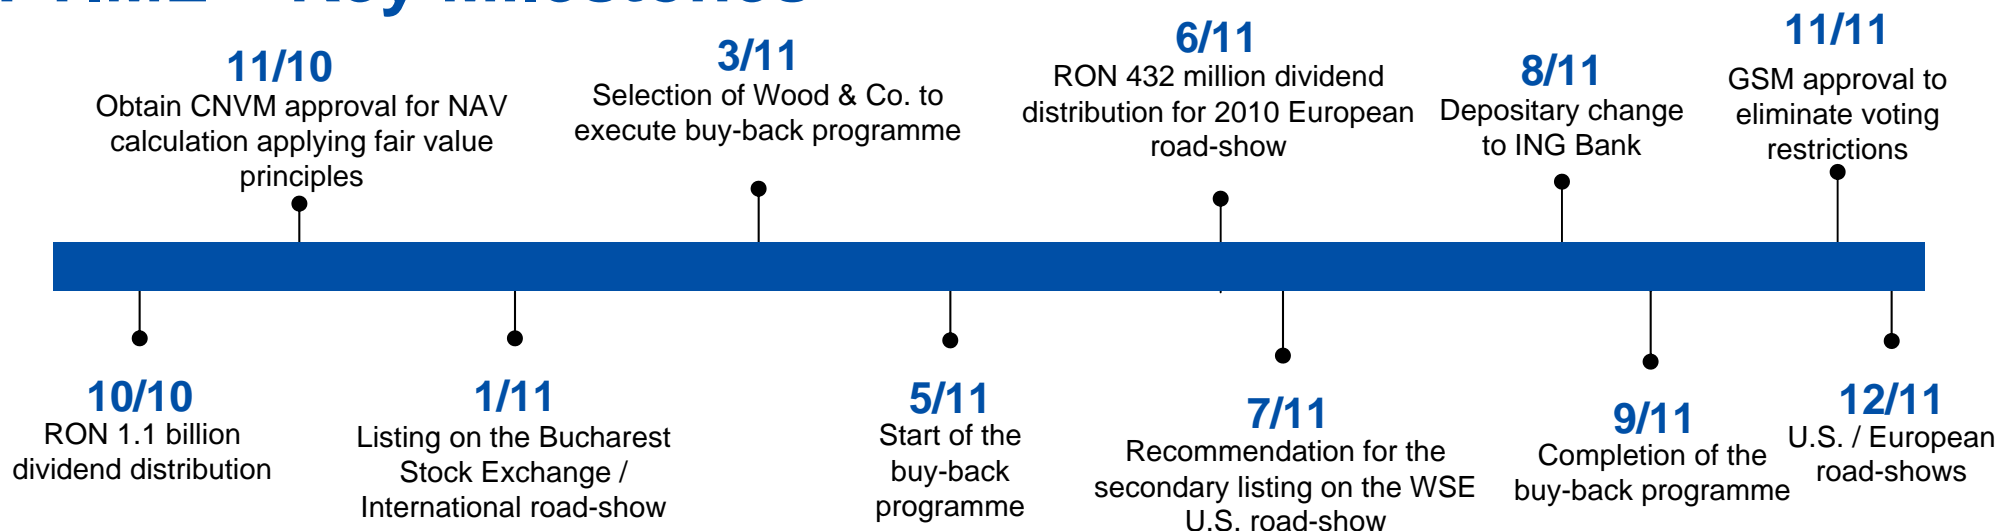 Key Milestones
11/10
Obtain CNVM approval for NAV
calculation applying fair value
principles
3/11
Selection of Wood & Co. to
execute buy-back programme
6/11
RON 432 million dividend
distribution for 2010 European
road-show
8/11
Depositary change
to ING Bank
11/11
GSM approval to
eliminate voting
restrictions
10/10
RON 1.1 billion
dividend distribution
1/11
Listing on the Bucharest
Stock Exchange /
International road-show
5/11
Start of the
buy-back
programme
7/11
Recommendation for the
secondary listing on the WSE
U.S. road-show
9/11
Completion of the
buy-back programme
12/11
U.S. / European
road-shows